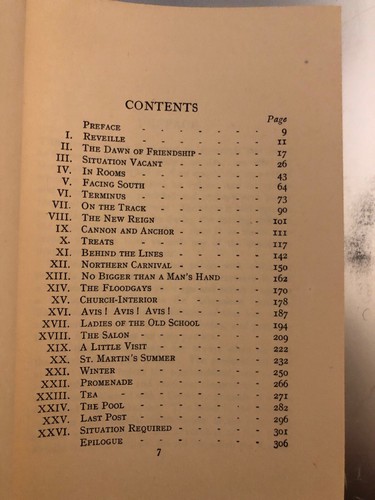 CONTENTS
Page
PREFACE - - - - - - 9
I. REVEILLE - - - - - - 11
II. THE DAWN OF FRIENDSHIP - - - - 17
III. SITUATION VACANT - - - - - 26
IV. IN ROOMS - - - - - - 43
V. FACING SOUTH - - - - - 64
VI. TERMINUS - - - - - - 73
VII. ON THE TRACK - - - - - 90
VIII. THE NEW REIGN - - - - - 101
IX. CANNON AND ANCHOR - - - - 111
X. TREATS - - - - - - 117
XI. BEHIND THE LINES - - - - - 142
XII. NORTHERN CARNIVAL - - - - 150
XIII. NO BIGGER THAN A MAN'S HAND - - - 162
XIV. THE FLOODGAYS - - - - - 170
XV. CHURCH-INTERIOR - - - - - 178
XVI. AVIS! AVIS! AVIS! - - - - - 187
XVII. LADIES OF THE OLD SCHOOL - - - 194
XVIII. THE SALON - - - - - - 209
XIX. A LITTLE VISIT - - - - - 222
XX. ST. MARTIN'S SUMMER - - - - 232
XXI. WINTER - - - - - - 250
XXII. PROMENADE - - - - - - 266
XXIII. TEA - - - - - - - 271
XXIV. THE POOL - - - - - - 282
XXV. LAST POST - - - - - - 296
XXVI. SITUATION REQUIRED - - - - 301
EPILOGUE - - - - - - 306
7